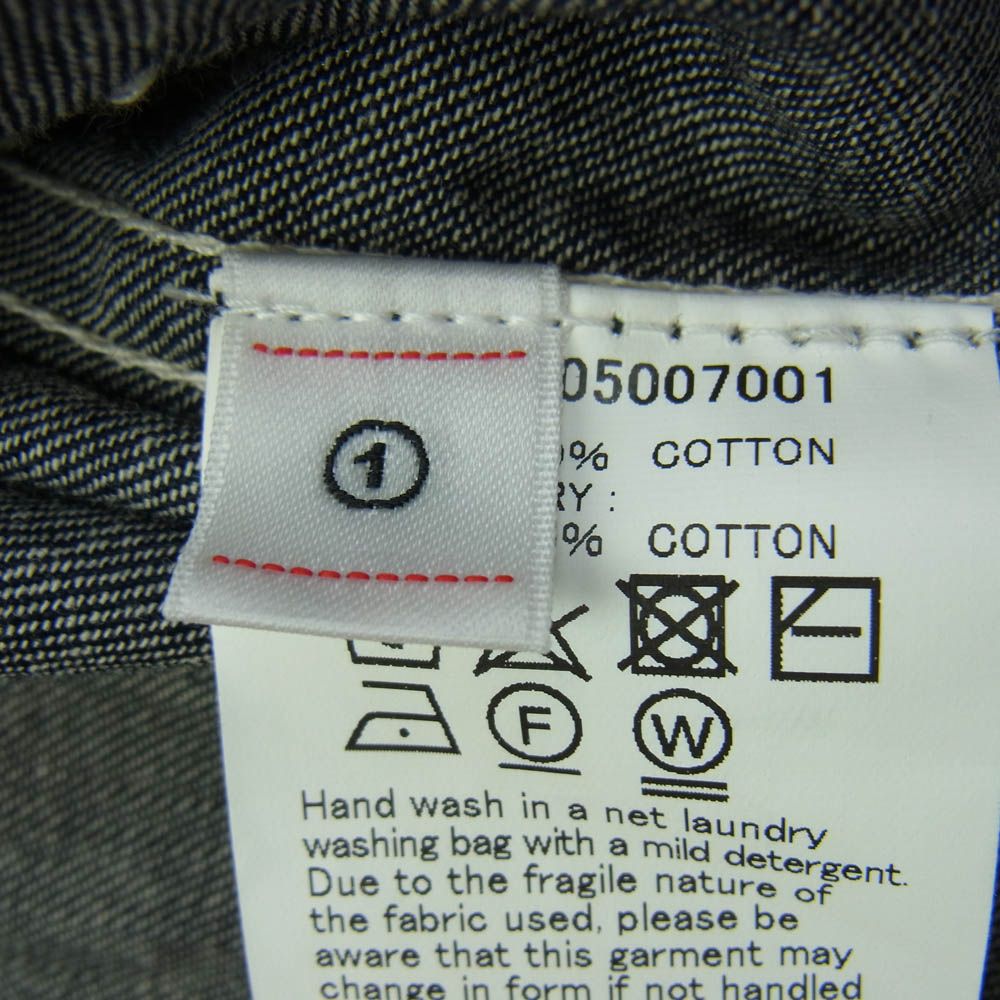 1
05007001
% COTTON
RY :
% COTTON
F W
Hand wash in a net laundry
washing bag with a mild detergent.
Due to the fragile nature of
the fabric used, please be
aware that this garment may
change in form if not handled